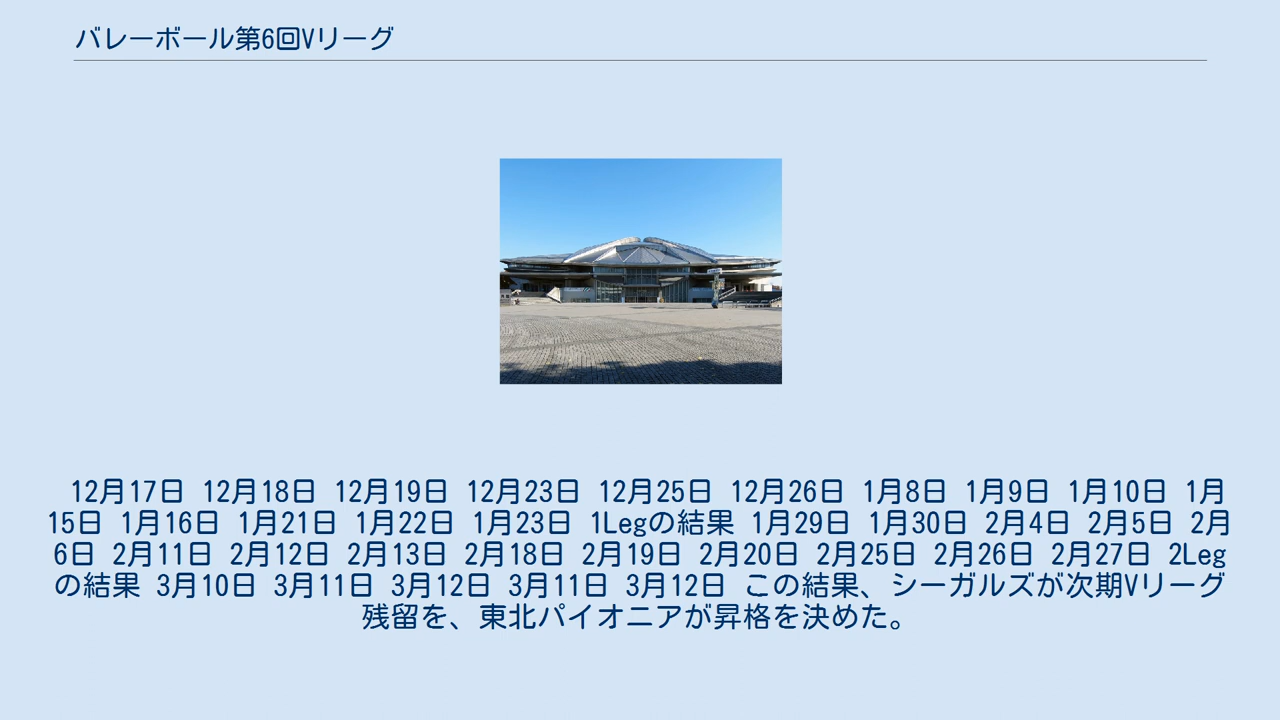 バレーボール第6回Vリーグ
12月17日 12月18日 12月19日 12月23日 12月25日 12月26日 1月8日 1月9日 1月10日 1月
15日 1月16日 1月21日 1月22日 1月23日 1Legの結果 1月29日 1月30日 2月4日 2月5日 2月
6日 2月11日 2月12日 2月13日 2月18日 2月19日 2月20日 2月25日 2月26日 2月27日 2Leg
の結果 3月10日 3月11日 3月12日 3月11日 3月12日 この結果、シーガルズが次期Vリーグ
残留を、東北パイオニアが昇格を決めた。